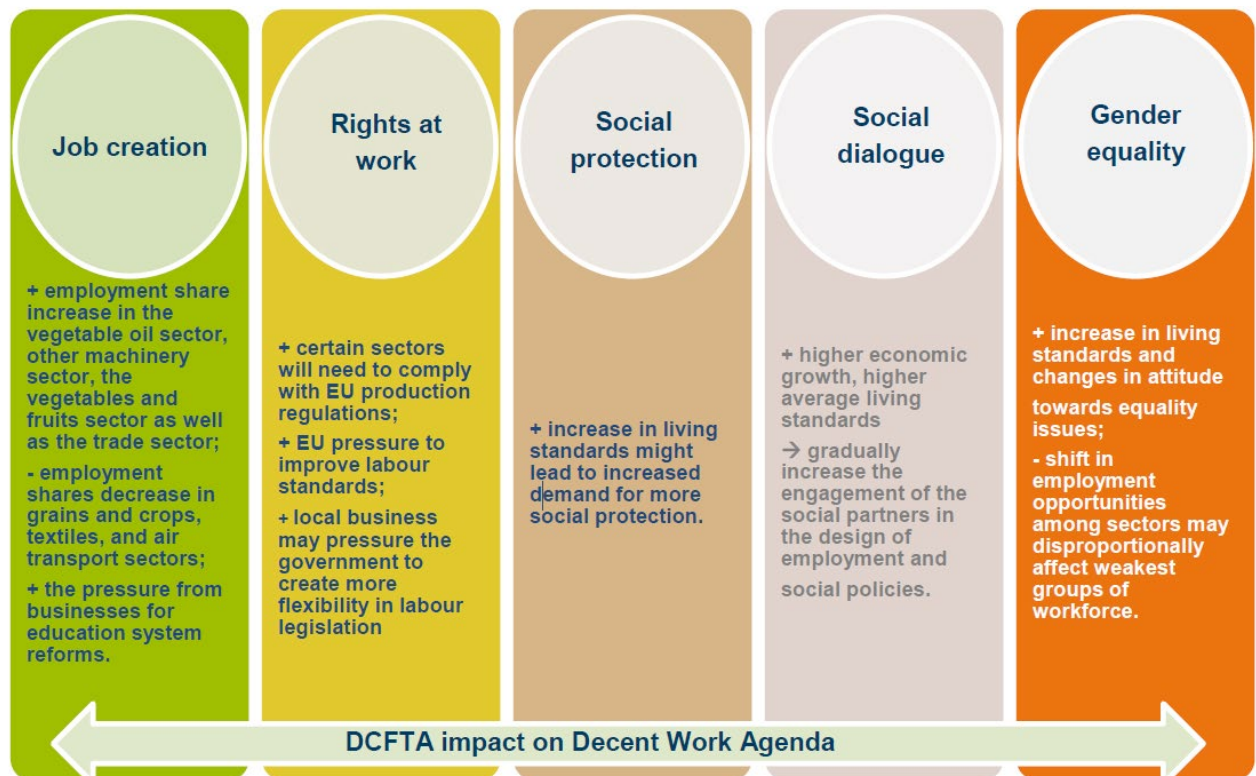 Job creation
+ employment share
increase in the
vegetable oil sector,
other machinery
sector, the
vegetables and
fruits sector as well
as the trade sector;
- employment
shares decrease in
grains and crops,
textiles, and air
transport sectors;
+ the pressure from
businesses for
education system
reforms.
Rights at
work
+ certain sectors
will need to comply
with EU production
regulations;
+ EU pressure to
improve labour
standards;
+ local business
may pressure the
government to
create more
flexibility in labour
legislation
Social
protection
+ increase in living
standards might
lead to increased
demand for more
social protection.
Social
dialogue
+ higher economic
growth, higher
average living
standards
→ gradually
increase the
engagement of the
social partners in
the design of
employment and
social policies.
Gender
equality
+ increase in living
standards and
changes in attitude
towards equality
issues;
- shift in
employment
opportunities
among sectors may
disproportionally
affect weakest
groups of
workforce.
DCFTA impact on Decent Work Agenda